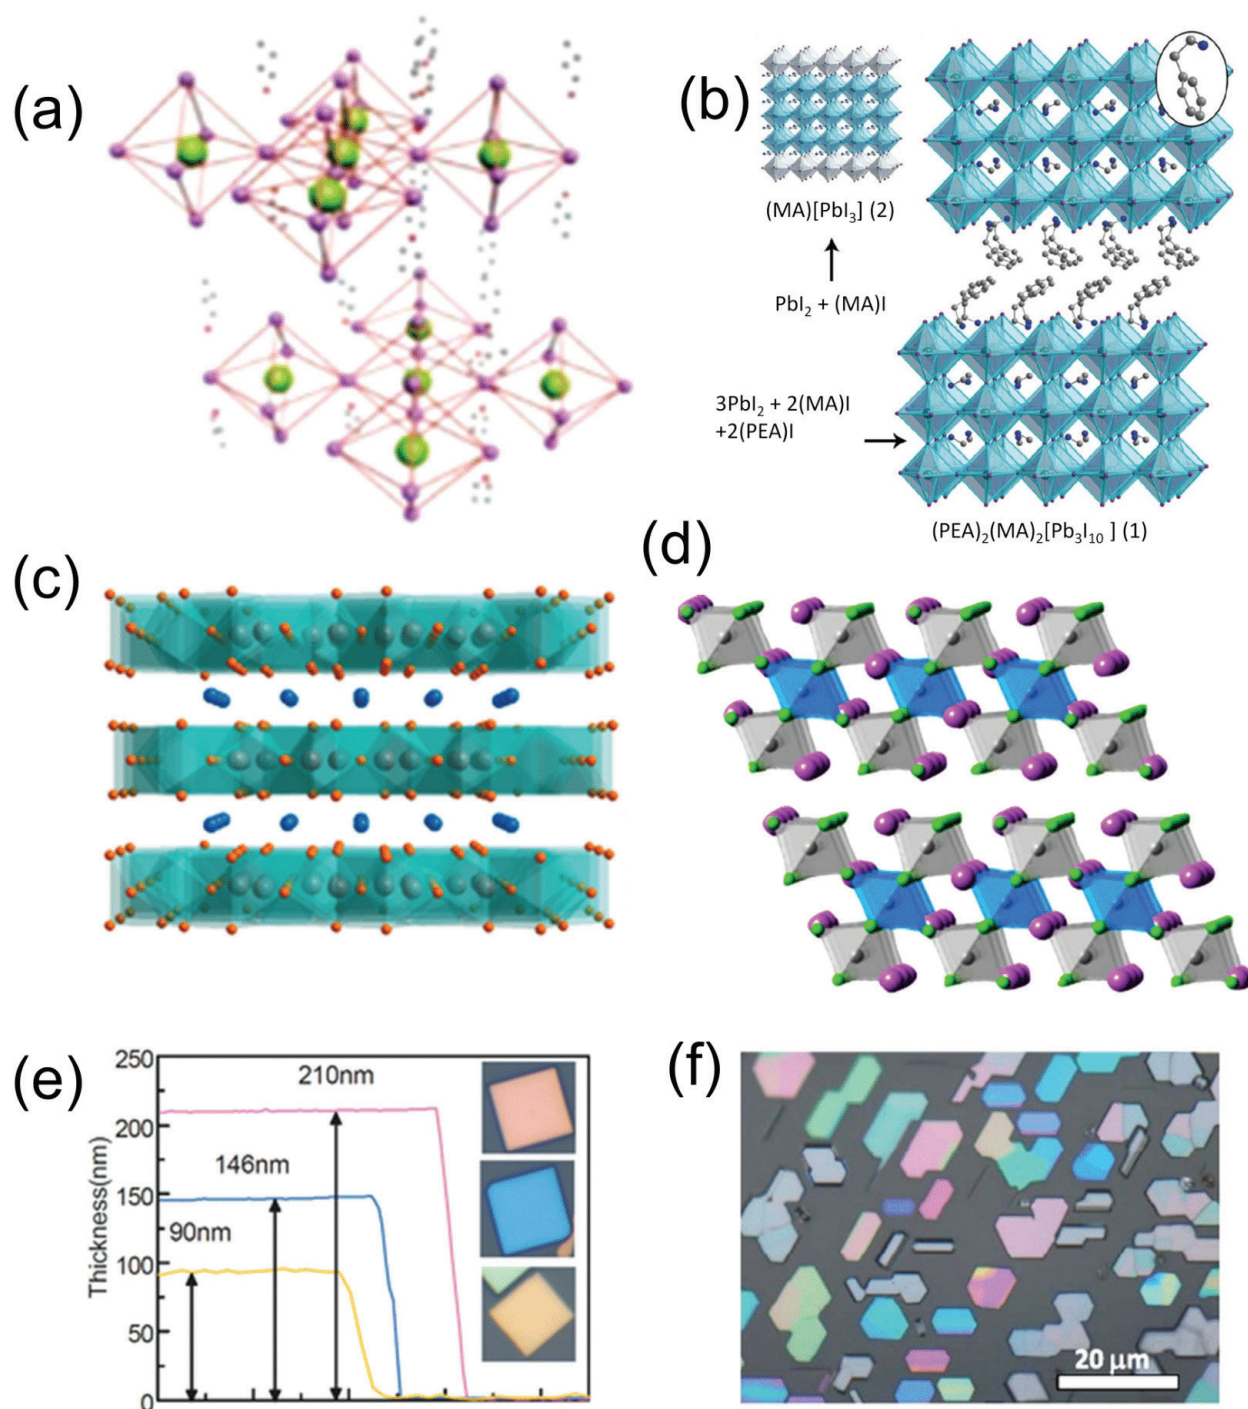 (a)
(b)
(MA)[PbI₃] (2)
PbI₂ + (MA)I
3PbI₂ + 2(MA)I
+2(PEA)I
(PEA)₂(MA)₂[Pb₃I₁₀ ] (1)
(c)
(d)
(e)
250
200
150
100
50
0
Thickness(nm)
210nm
146nm
90nm
(f)
20 μm